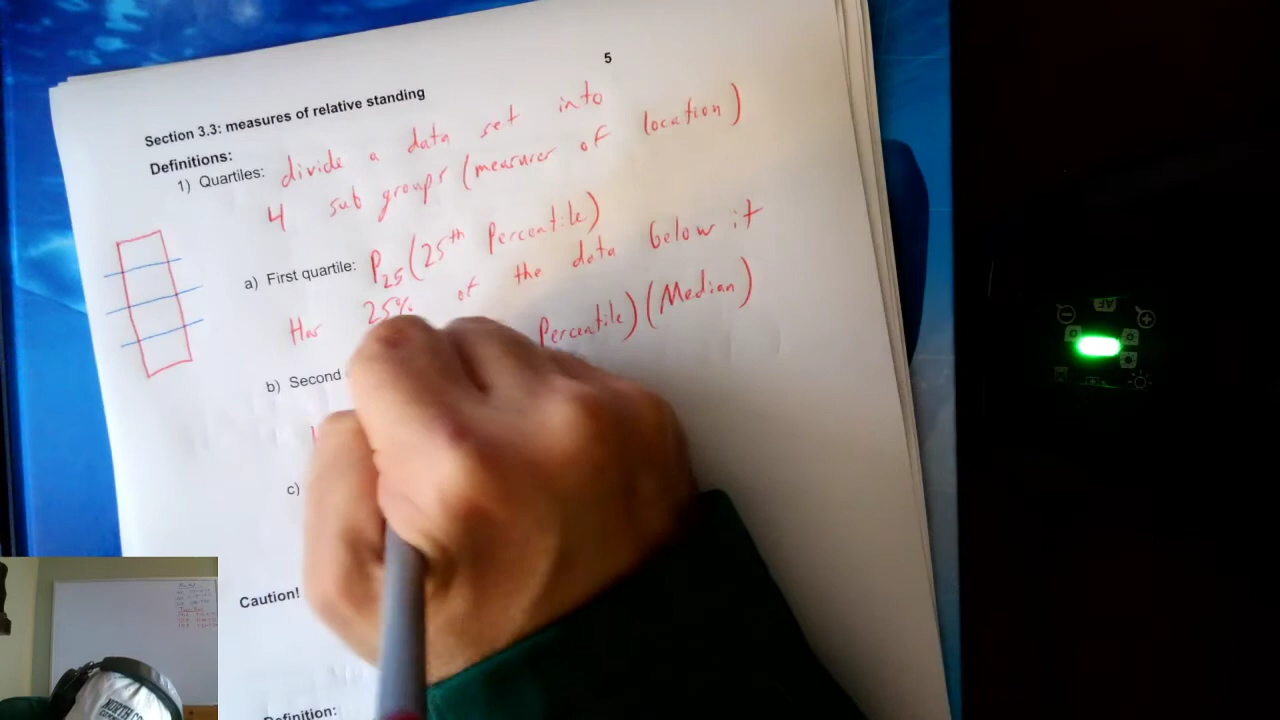 5
Section 3.3: measures of relative standing
Definitions:
1) Quartiles: divide a data set into
4 sub groups (measures of location)
a) First quartile: P25 (25th Percentile)
Has 25% of the data below it
b) Second Percentile) (Median)
c)
Caution!
Definition:
NORTH